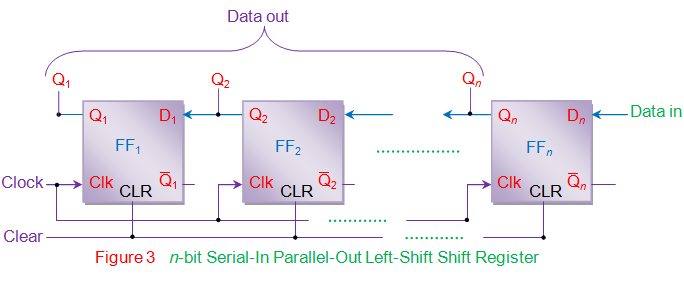 Data out
Q1 Q2 Qn
Q1 D1 Q2 D2 Qn Dn Data in
FF1 FF2 FFn
Clock Clk Q̅1 Clk Q̅2 Clk Q̅n
CLR CLR CLR
Clear
Figure 3 n-bit Serial-In Parallel-Out Left-Shift Shift Register